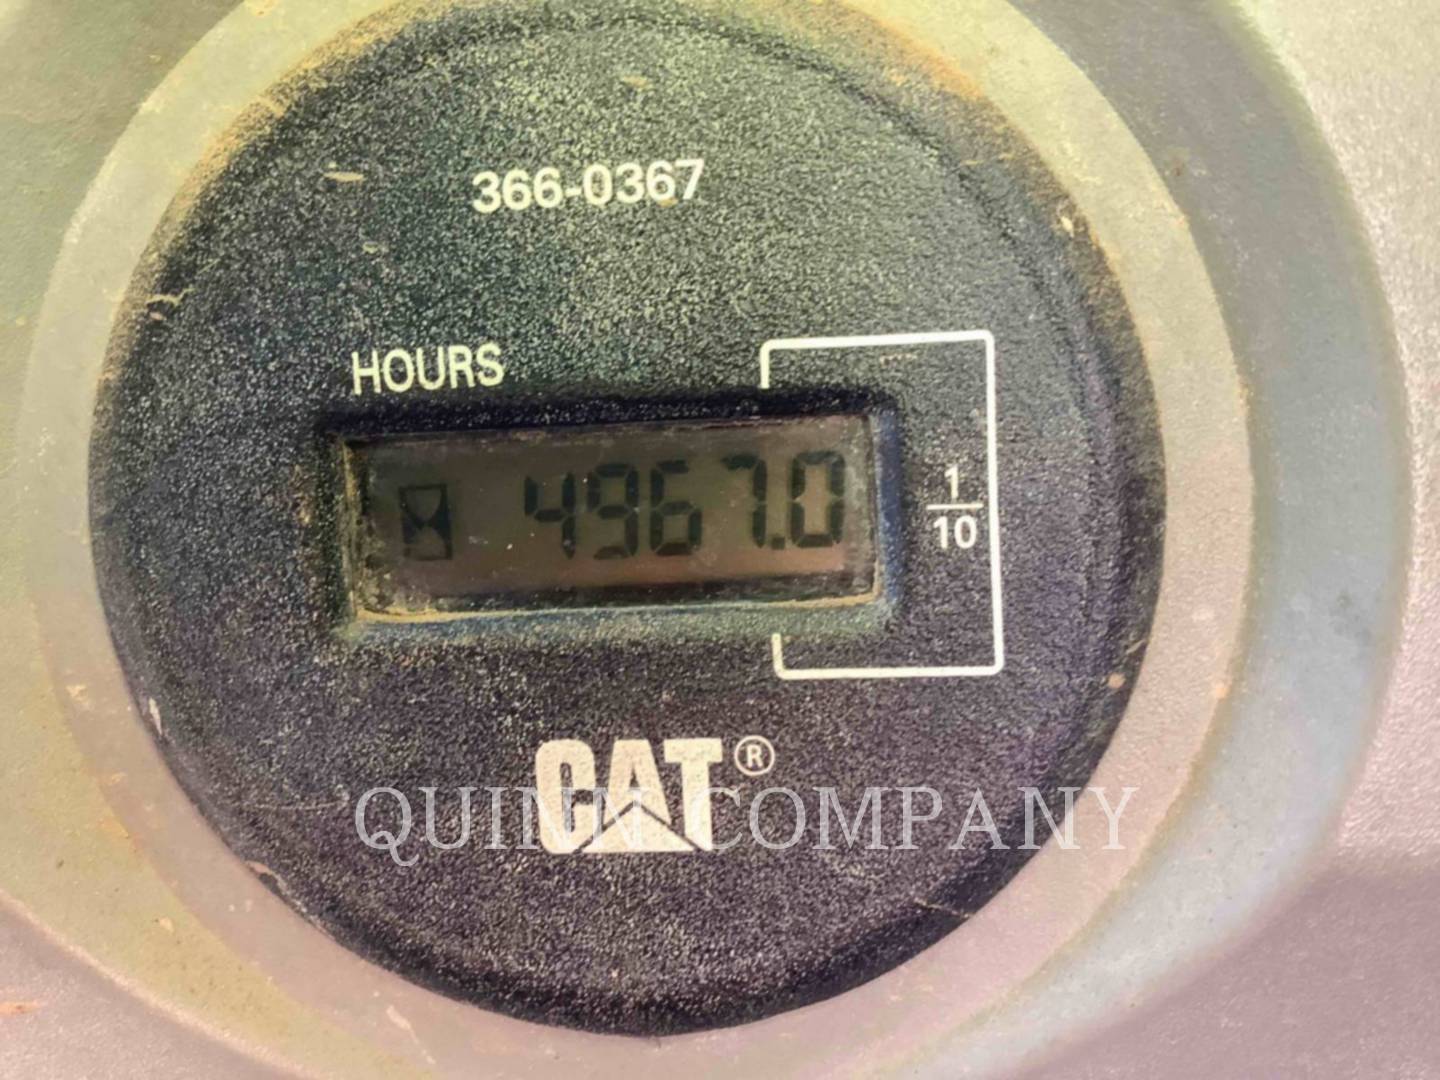 366-0367
HOURS
4967.0
1
10
CAT®
QUINN COMPANY